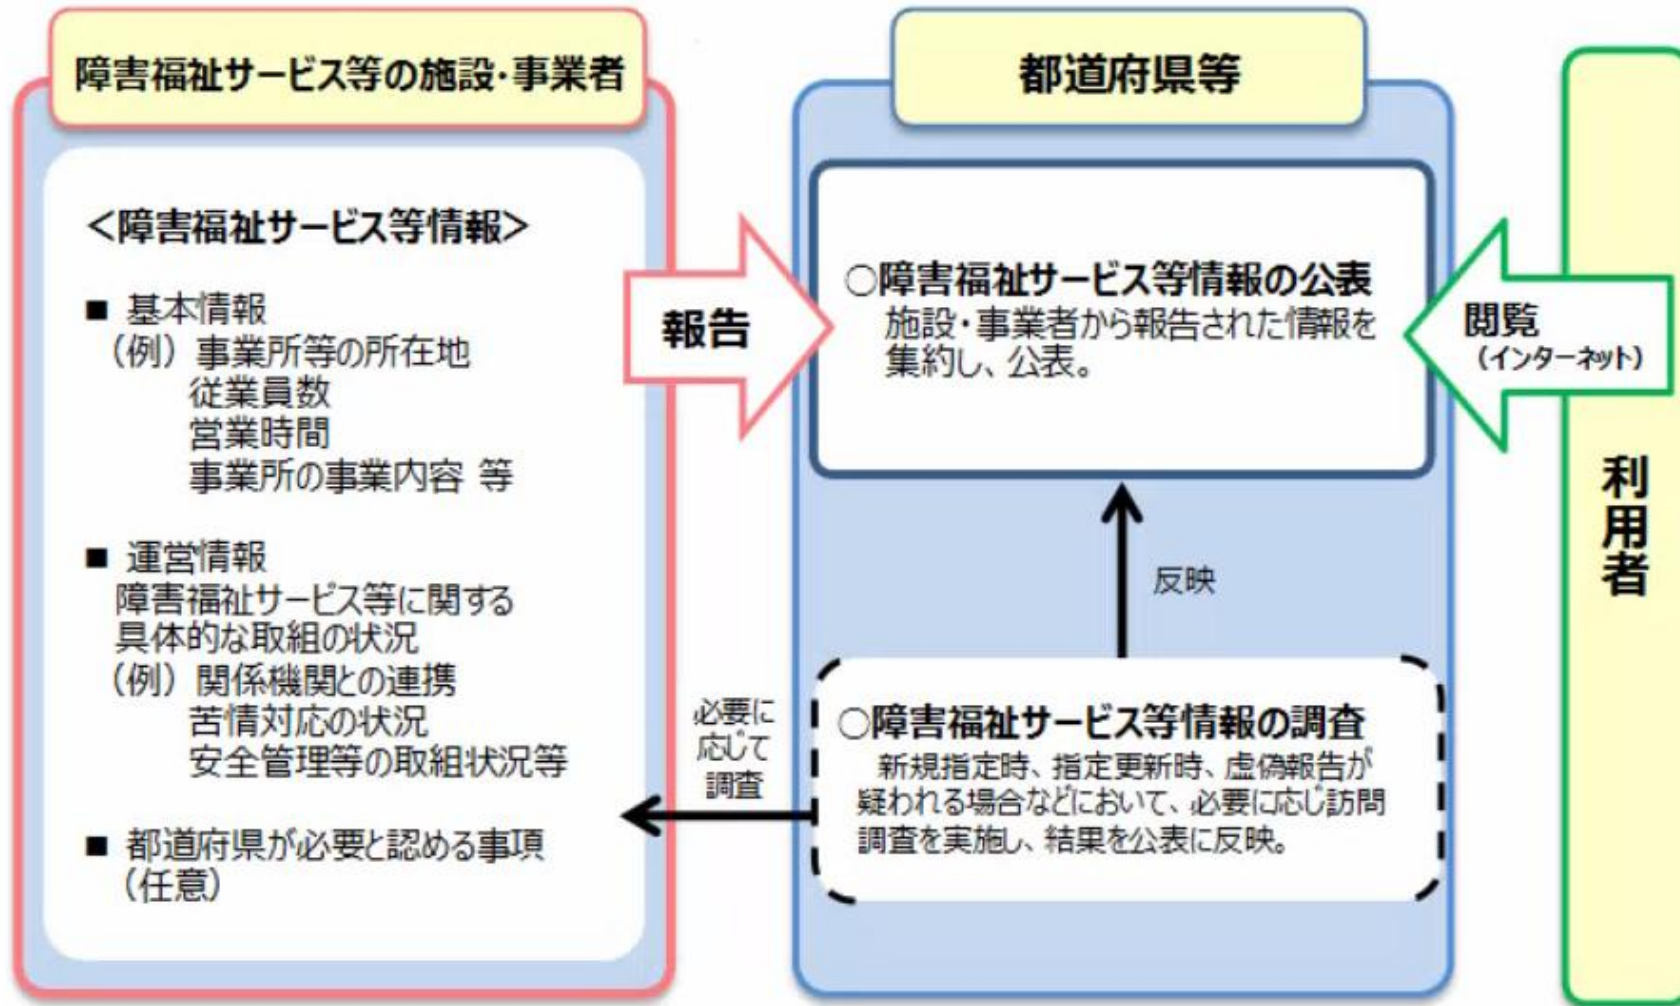 障害福祉サービス等の施設・事業者
<障害福祉サービス等情報>
■ 基本情報
(例) 事業所等の所在地
従業員数
営業時間
事業所の事業内容 等
■ 運営情報
障害福祉サービス等に関する
具体的な取組の状況
(例) 関係機関との連携
苦情対応の状況
安全管理等の取組状況等
■ 都道府県が必要と認める事項
(任意)
報告
必要に
応じて
調査
都道府県等
○障害福祉サービス等情報の公表
施設・事業者から報告された情報を
集約し、公表。
反映
○障害福祉サービス等情報の調査
新規指定時、指定更新時、虚偽報告が
疑われる場合などにおいて、必要に応じ訪問
調査を実施し、結果を公表に反映。
閲覧
(インターネット)
利用者